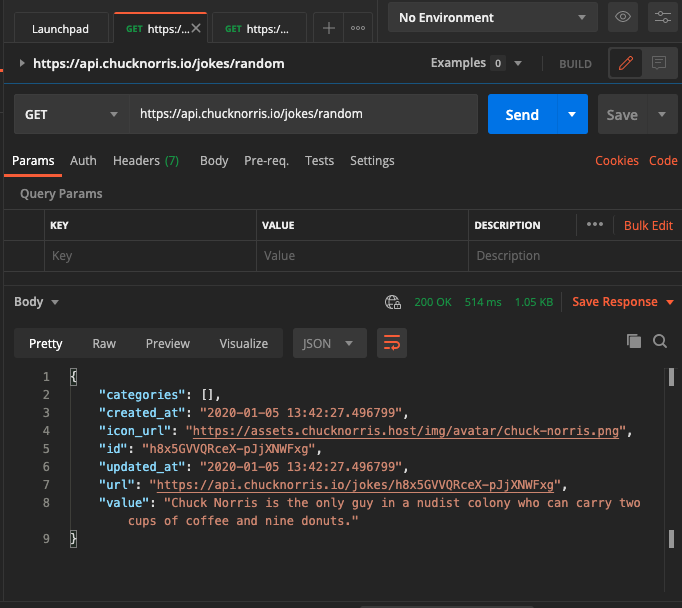 Launchpad GET https:/... GET https:/... No Environment
https://api.chucknorris.io/jokes/random Examples 0 BUILD
GET https://api.chucknorris.io/jokes/random Send Save
Params Auth Headers (7) Body Pre-req. Tests Settings Cookies Code
Query Params
KEY VALUE DESCRIPTION Bulk Edit
Key Value Description
Body 200 OK 514 ms 1.05 KB Save Response
Pretty Raw Preview Visualize JSON
1 {
2 "categories": [],
3 "created_at": "2020-01-05 13:42:27.496799",
4 "icon_url": "https://assets.chucknorris.host/img/avatar/chuck-norris.png",
5 "id": "h8x5GVVQRceX-pJjXNWFxg",
6 "updated_at": "2020-01-05 13:42:27.496799",
7 "url": "https://api.chucknorris.io/jokes/h8x5GVVQRceX-pJjXNWFxg",
8 "value": "Chuck Norris is the only guy in a nudist colony who can carry two
cups of coffee and nine donuts."
9 }